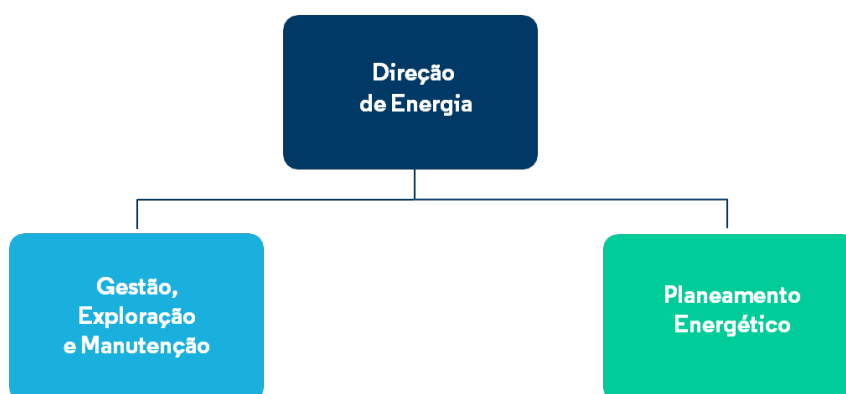 Direção
de Energia
Gestão,
Exploração
e Manutenção
Planeamento
Energético